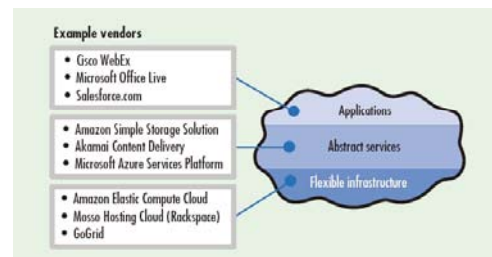 Example vendors
• Cisco WebEx
• Microsoft Office Live
• Salesforce.com
• Amazon Simple Storage Solution
• Akamai Content Delivery
• Microsoft Azure Services Platform
• Amazon Elastic Compute Cloud
• Mosso Hosting Cloud (Rackspace)
• GoGrid
Applications
Abstract services
Flexible infrastructure